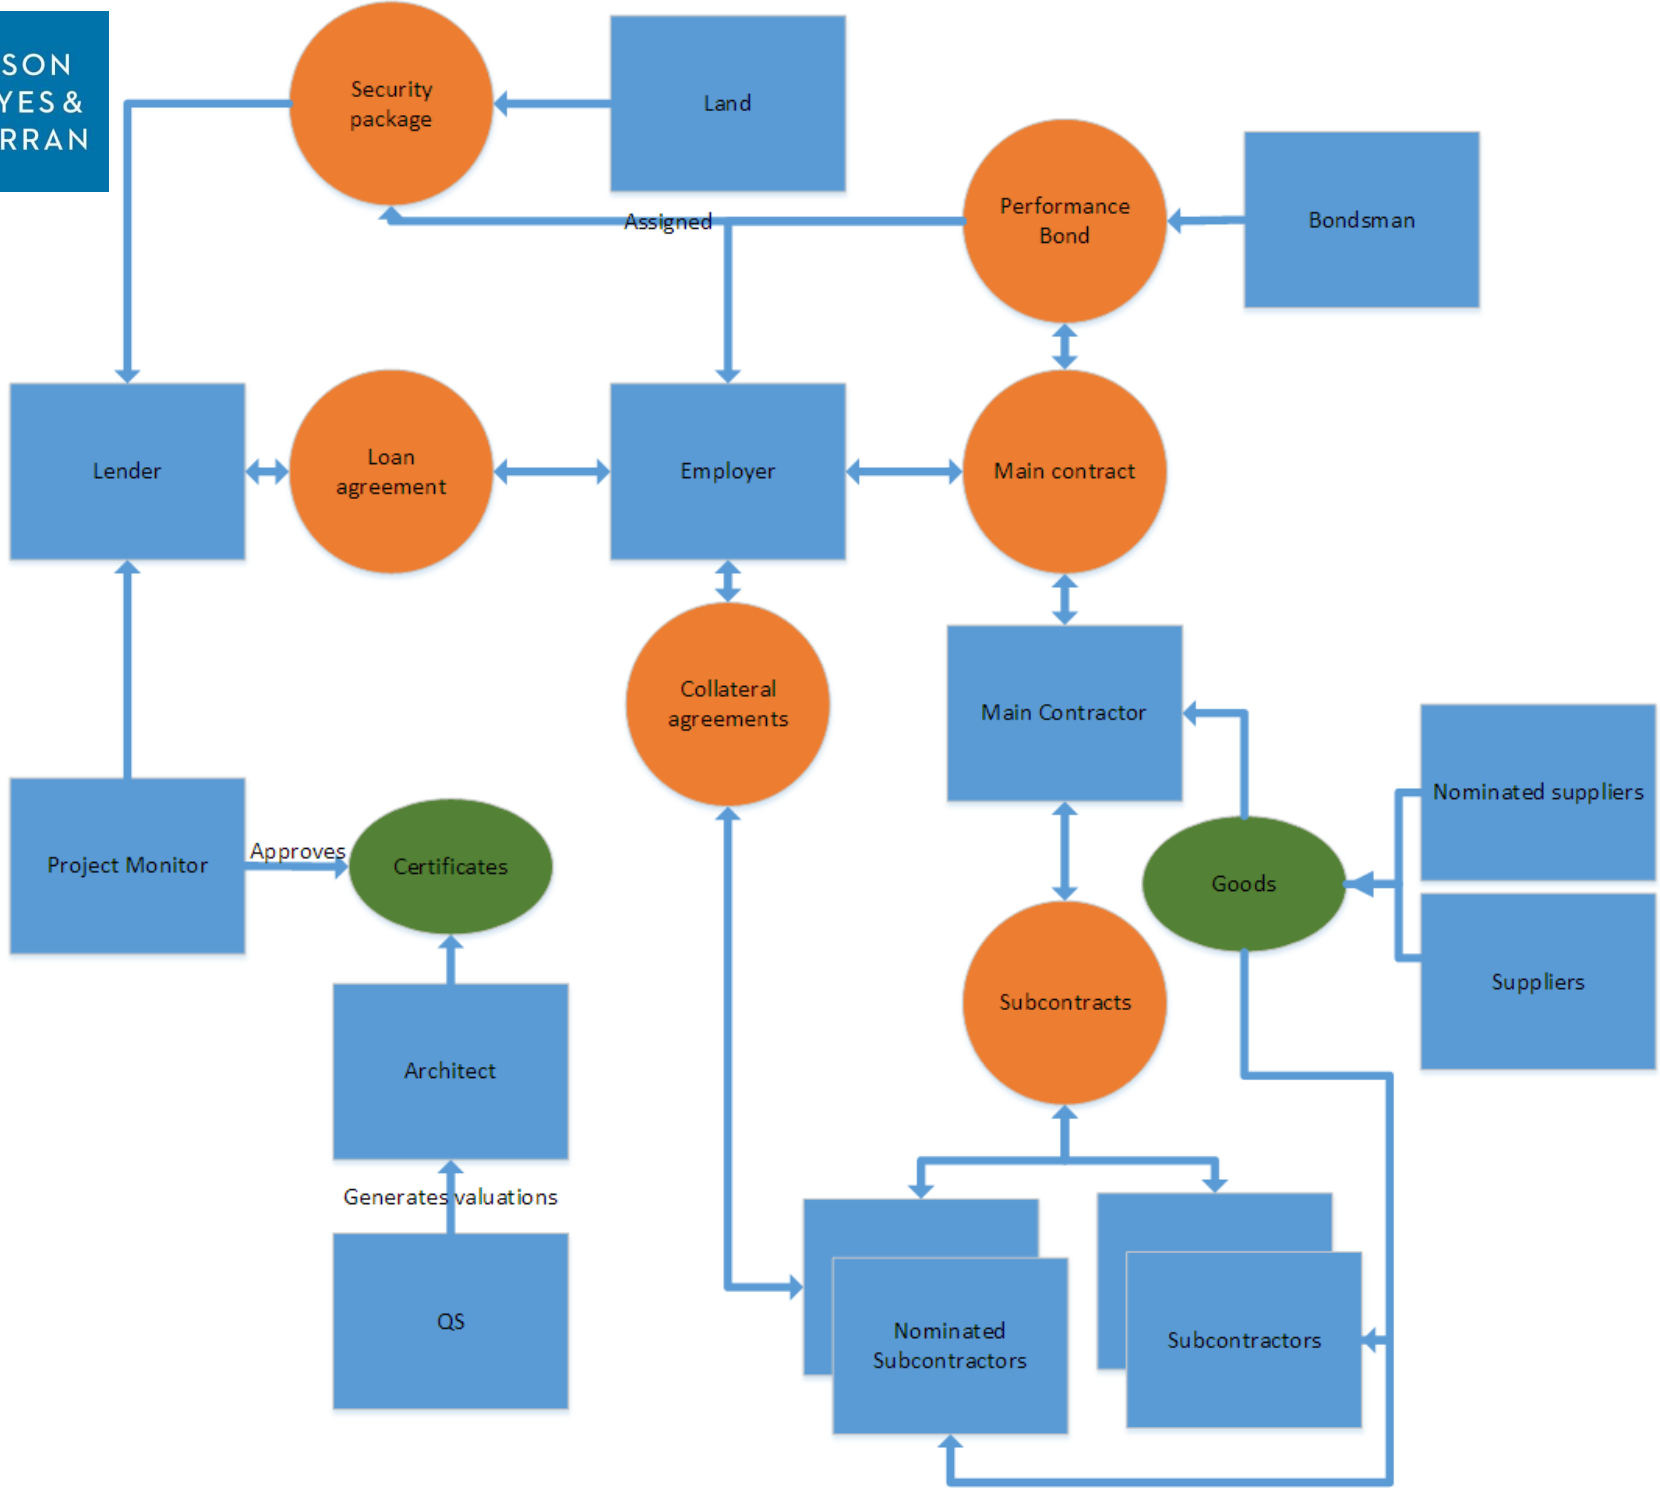 SON
YES &
RRAN
Security
package
Land
Performance
Bond
Bondsman
Assigned
Lender
Loan
agreement
Employer
Main contract
Collateral
agreements
Main Contractor
Nominated suppliers
Project Monitor
Approves
Certificates
Goods
Suppliers
Subcontracts
Architect
Generates valuations
QS
Nominated
Subcontractors
Subcontractors